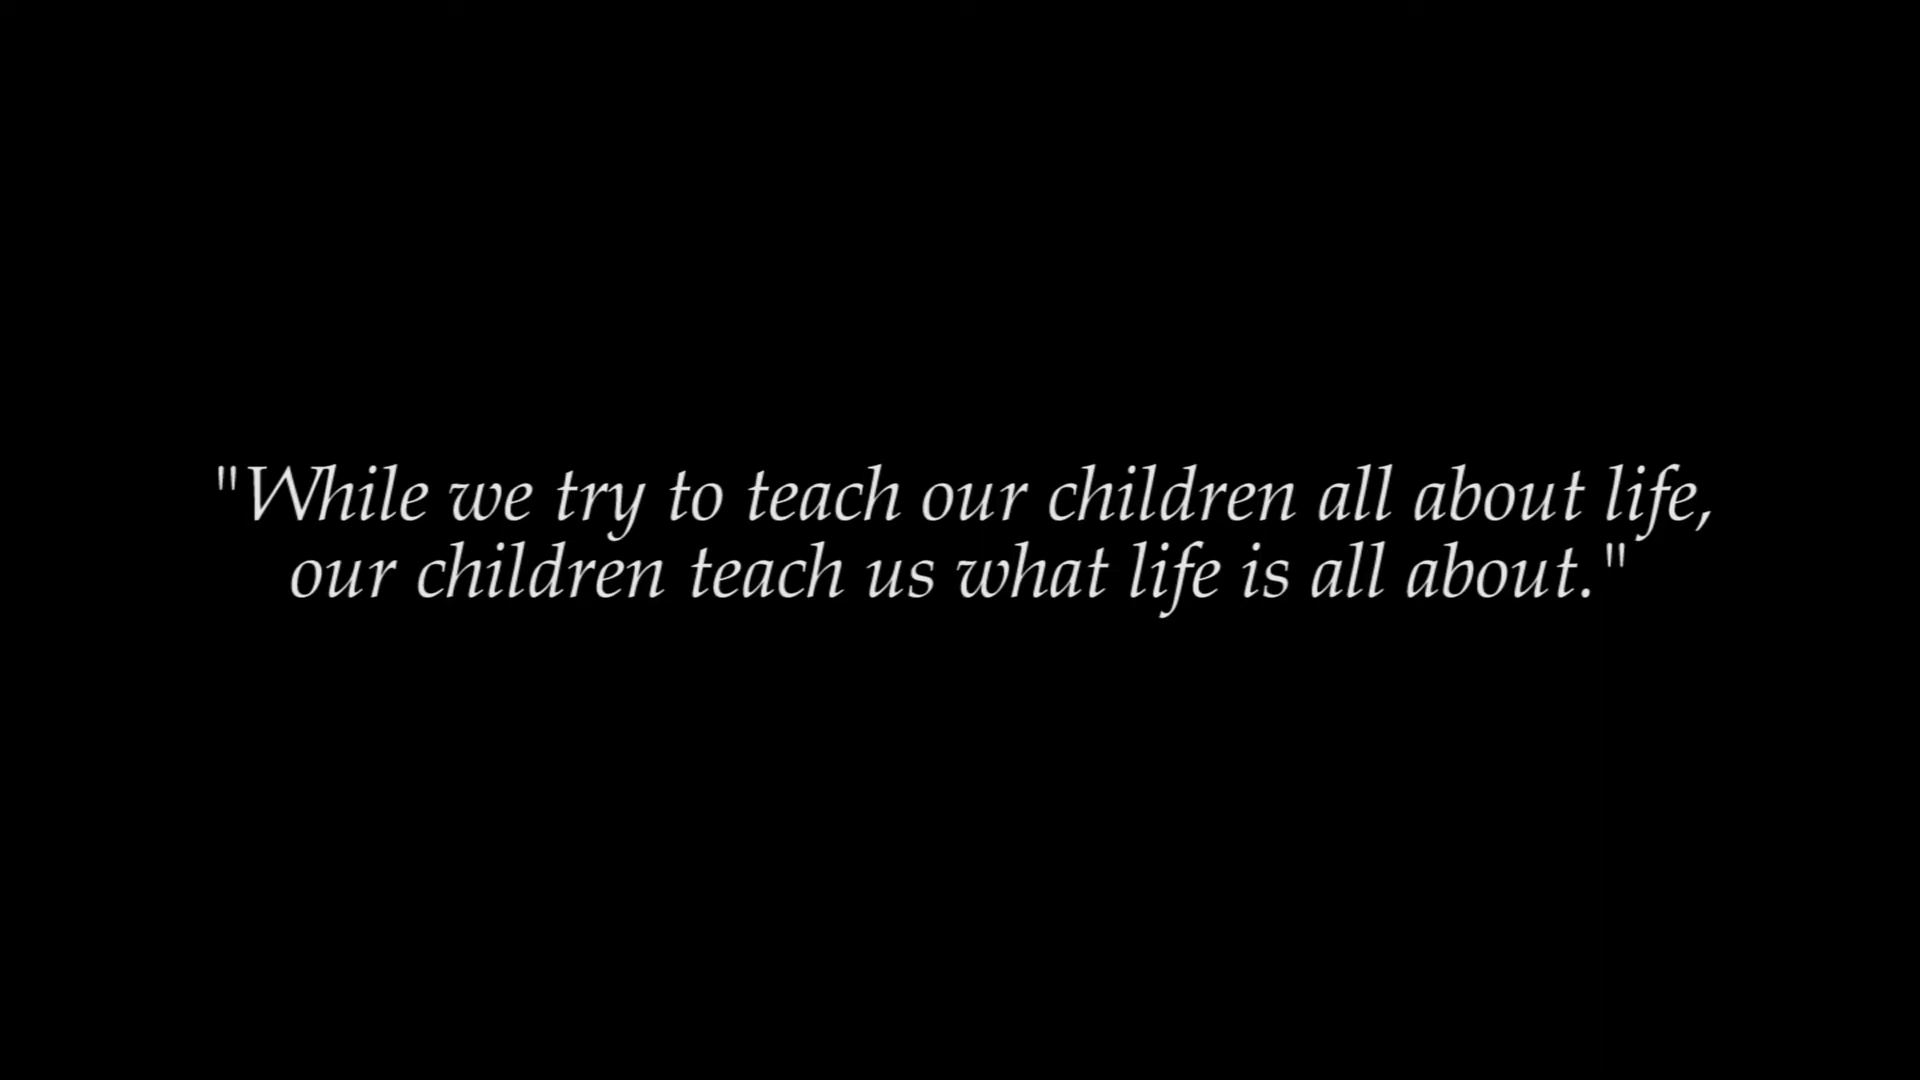 "While we try to teach our children all about life,
our children teach us what life is all about."